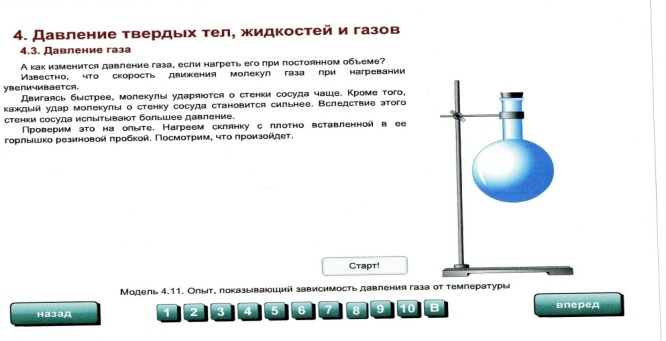 4. Давление твердых тел, жидкостей и газов
4.3. Давление газа
А как изменится давление газа, если нагреть его при постоянном объеме?
Известно, что скорость движения молекул газа при нагревании
увеличивается.
Двигаясь быстрее, молекулы ударяются о стенки сосуда чаще. Кроме того,
каждый удар молекулы о стенку сосуда становится сильнее. Вследствие этого
стенки сосуда испытывают большее давление.
Проверим это на опыте. Нагреем склянку с плотно вставленной в ее
горлышко резиновой пробкой. Посмотрим, что произойдет.
Старт!
Модель 4.11. Опыт, показывающий зависимость давления газа от температуры
назад 1 2 3 4 5 6 7 8 9 10 В вперед